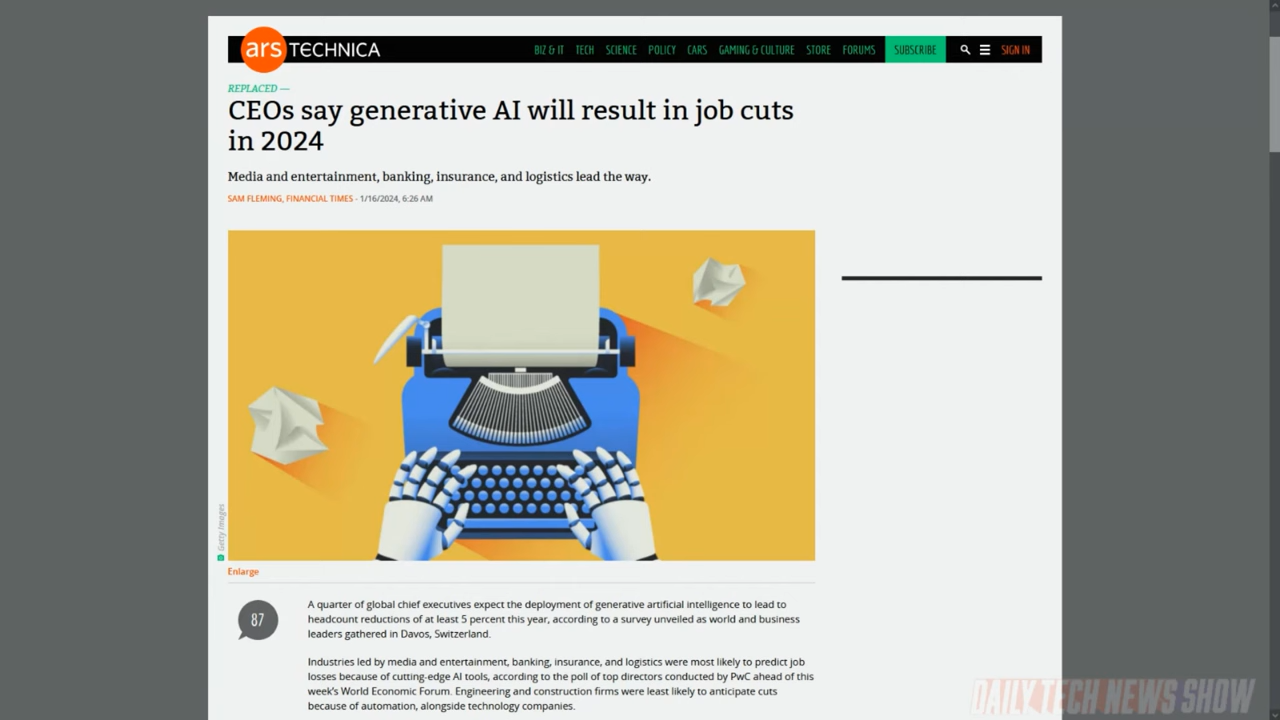 ars TECHNICA
BIZ & IT TECH SCIENCE POLICY CARS GAMING & CULTURE STORE FORUMS SUBSCRIBE SIGN IN
REPLACED —
CEOs say generative AI will result in job cuts
in 2024
Media and entertainment, banking, insurance, and logistics lead the way.
SAM FLEMING, FINANCIAL TIMES - 1/16/2024, 6:26 AM
Getty Images
Enlarge
87
A quarter of global chief executives expect the deployment of generative artificial intelligence to lead to
headcount reductions of at least 5 percent this year, according to a survey unveiled as world and business
leaders gathered in Davos, Switzerland.
Industries led by media and entertainment, banking, insurance, and logistics were most likely to predict job
losses because of cutting-edge AI tools, according to the poll of top directors conducted by PwC ahead of this
week's World Economic Forum. Engineering and construction firms were least likely to anticipate cuts
because of automation, alongside technology companies.
DAILY TECH NEWS SHOW